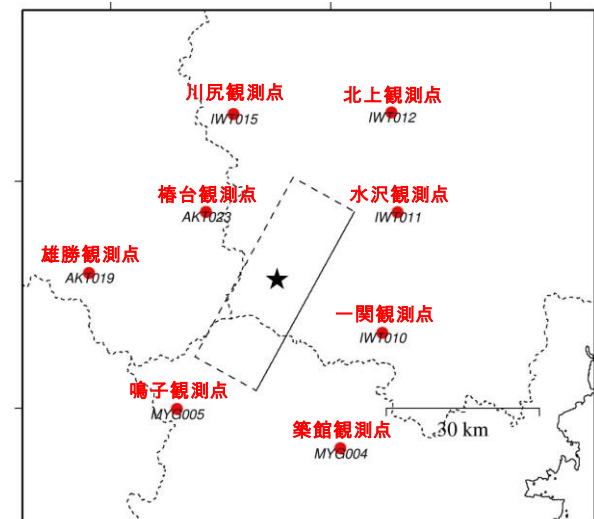 川尻観測点
IWT015
北上観測点
IWT012
椿台観測点
AKT023
水沢観測点
IWT011
雄勝観測点
AKT019
一関観測点
IWT010
鳴子観測点
MYG005
30 km
築館観測点
MYG004